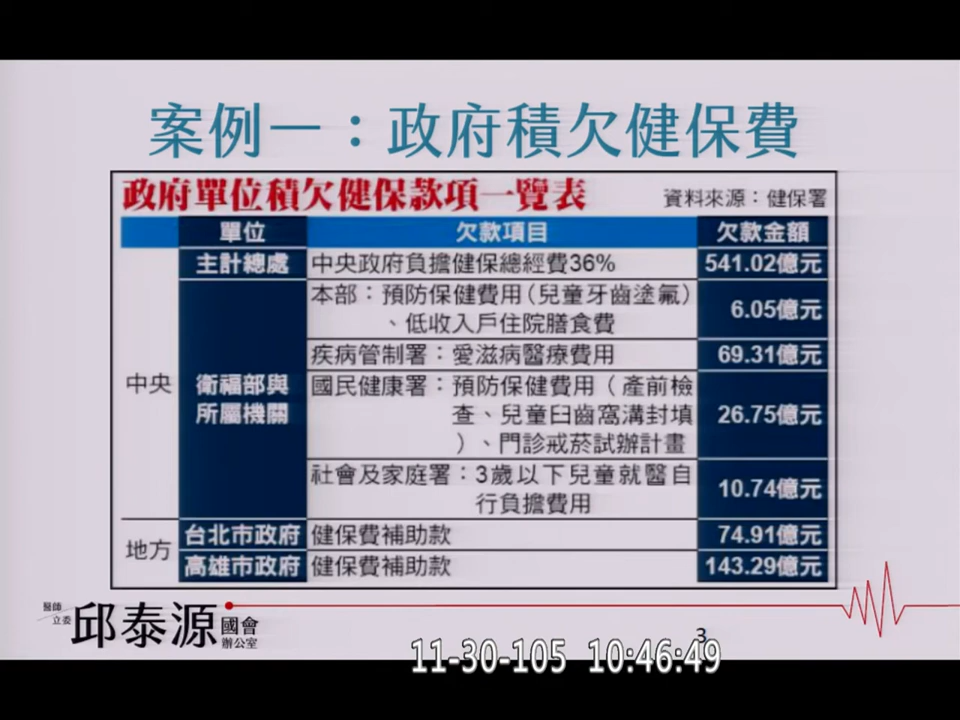 案例一：政府積欠健保費
政府單位積欠健保款項一覽表
資料來源：健保署
單位 欠款項目 欠款金額
主計總處 中央政府負擔健保總經費36% 541.02億元
本部：預防保健費用（兒童牙齒塗氟）
、低收入戶住院膳食費
6.05億元
疾病管制署：愛滋病醫療費用 69.31億元
中央
衛福部與
所屬機關
國民健康署：預防保健費用（產前檢
查、兒童臼齒窩溝封填
）、門診戒菸試辦計畫
26.75億元
社會及家庭署：3歲以下兒童就醫自
行負擔費用
10.74億元
地方
台北市政府 健保費補助款 74.91億元
高雄市政府 健保費補助款 143.29億元
醫師
立委
邱泰源
國會
辦公室
3
11-30-105 10:46:49